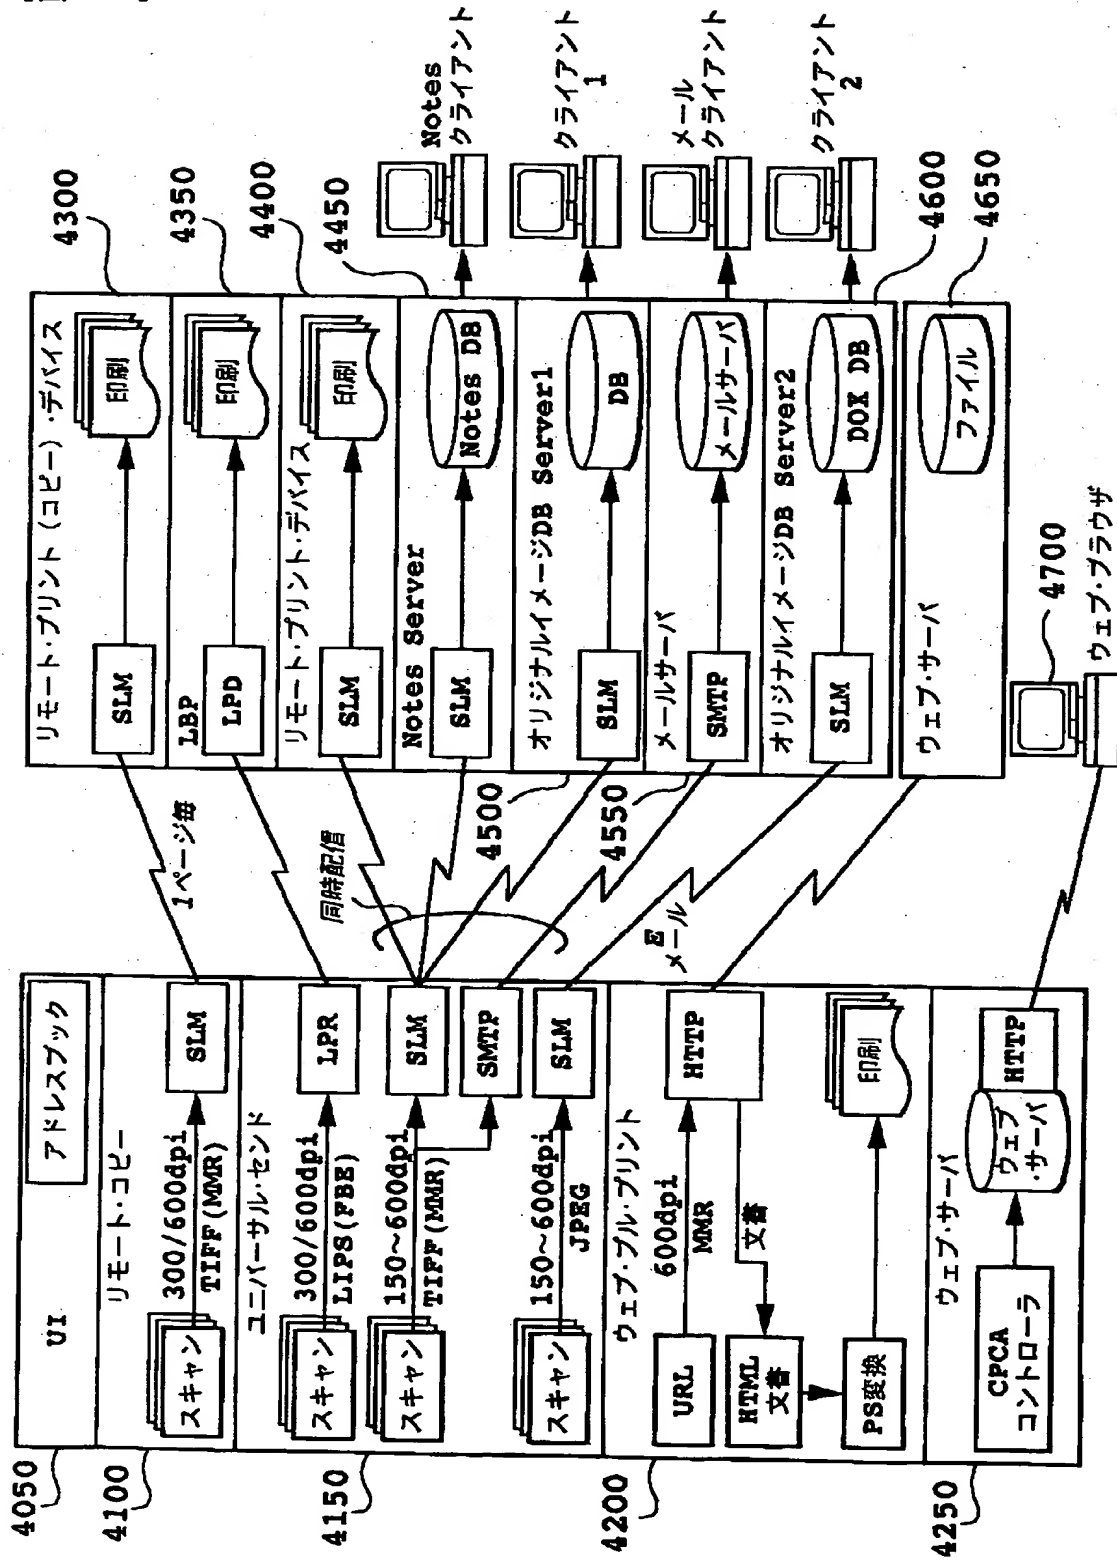 4050
UI
アドレスブック
4100
リモート・コピー
スキャン
300/600dpi
TIFF(MMR)
SLM
1ページ毎
4150
ユニバーサル・センド
スキャン
300/600dpi
LIPS(FBE)
LPR
スキャン
150~600dpi
TIFF(MMR)
SLM
SMTP
スキャン
150~600dpi
JPEG
SLM
同時配信
E
メール
4200
ウェブ・プル・プリント
URL
600dpi
MMR
HTTP
文書
HTML
文書
PS変換
印刷
4250
ウェブ・サーバ
CPCA
コントローラ
ウェブ
・サーバ
HTTP
4300
リモート・プリント(コピー)・デバイス
SLM
印刷
4350
LBP
LPD
印刷
4400
リモート・プリント・デバイス
SLM
印刷
4450
Notes Server
SLM
Notes DB
Notes
クライアント
4500
オリジナルイメージDB Server1
SLM
DB
クライアント
1
4550
メールサーバ
SMTP
メールサーバ
メール
クライアント
4600
オリジナルイメージDB Server2
SLM
DOX DB
クライアント
2
4650
ウェブ・サーバ
ファイル
4700
ウェブ・ブラウザ